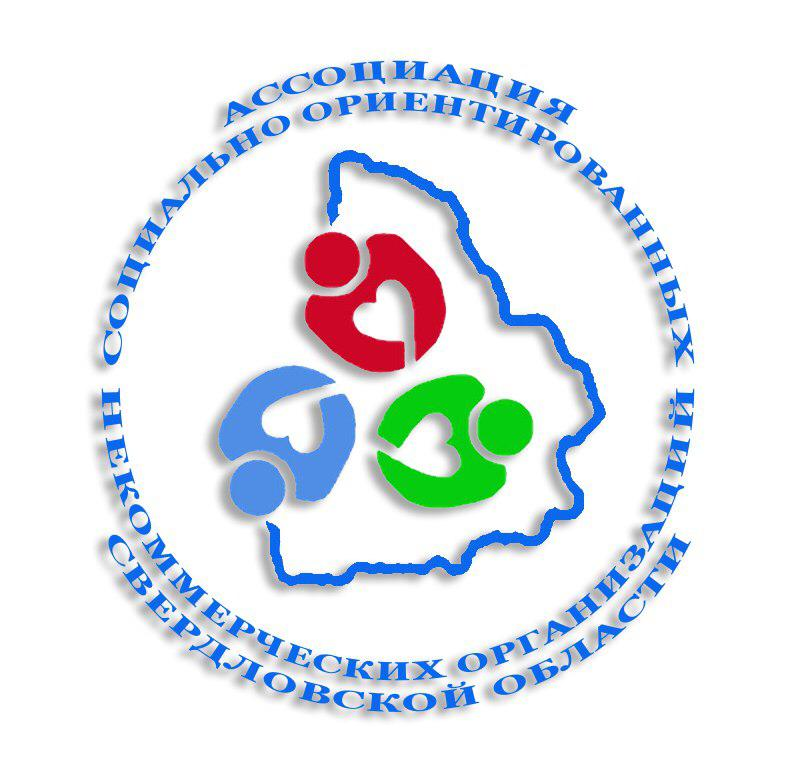 АССОЦИАЦИЯ
СОЦИАЛЬНО ОРИЕНТИРОВАННЫХ
НЕКОММЕРЧЕСКИХ ОРГАНИЗАЦИЙ
СВЕРДЛОВСКОЙ ОБЛАСТИ